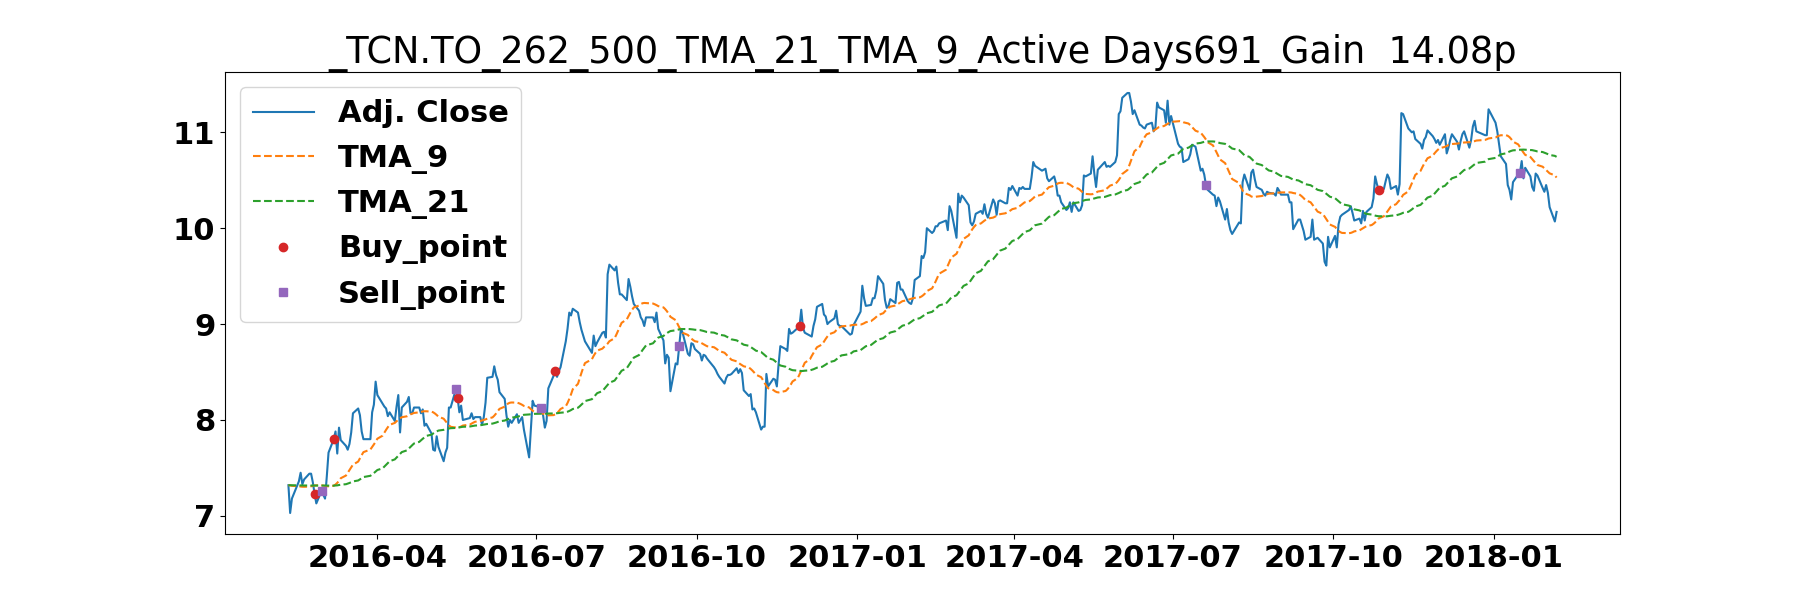 _TCN.TO_262_500_TMA_21_TMA_9_Active Days691_Gain  14.08p
Adj. Close
TMA_9
TMA_21
Buy_point
Sell_point
11
10
9
8
7
2016-04 2016-07 2016-10 2017-01 2017-04 2017-07 2017-10 2018-01